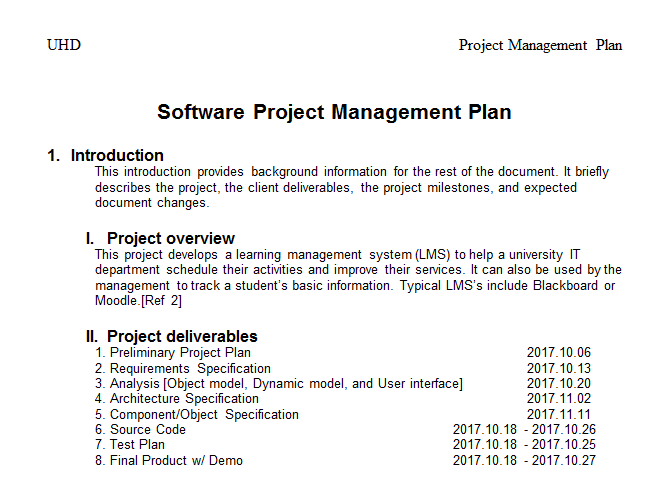 UHD Project Management Plan
Software Project Management Plan
1. Introduction
This introduction provides background information for the rest of the document. It briefly
describes the project, the client deliverables, the project milestones, and expected
document changes.
I. Project overview
This project develops a learning management system (LMS) to help a university IT
department schedule their activities and improve their services. It can also be used by the
management to track a student's basic information. Typical LMS's include Blackboard or
Moodle.[Ref 2]
II. Project deliverables
1. Preliminary Project Plan 2017.10.06
2. Requirements Specification 2017.10.13
3. Analysis [Object model, Dynamic model, and User interface] 2017.10.20
4. Architecture Specification 2017.11.02
5. Component/Object Specification 2017.11.11
6. Source Code 2017.10.18 - 2017.10.26
7. Test Plan 2017.10.18 - 2017.10.25
8. Final Product w/ Demo 2017.10.18 - 2017.10.27